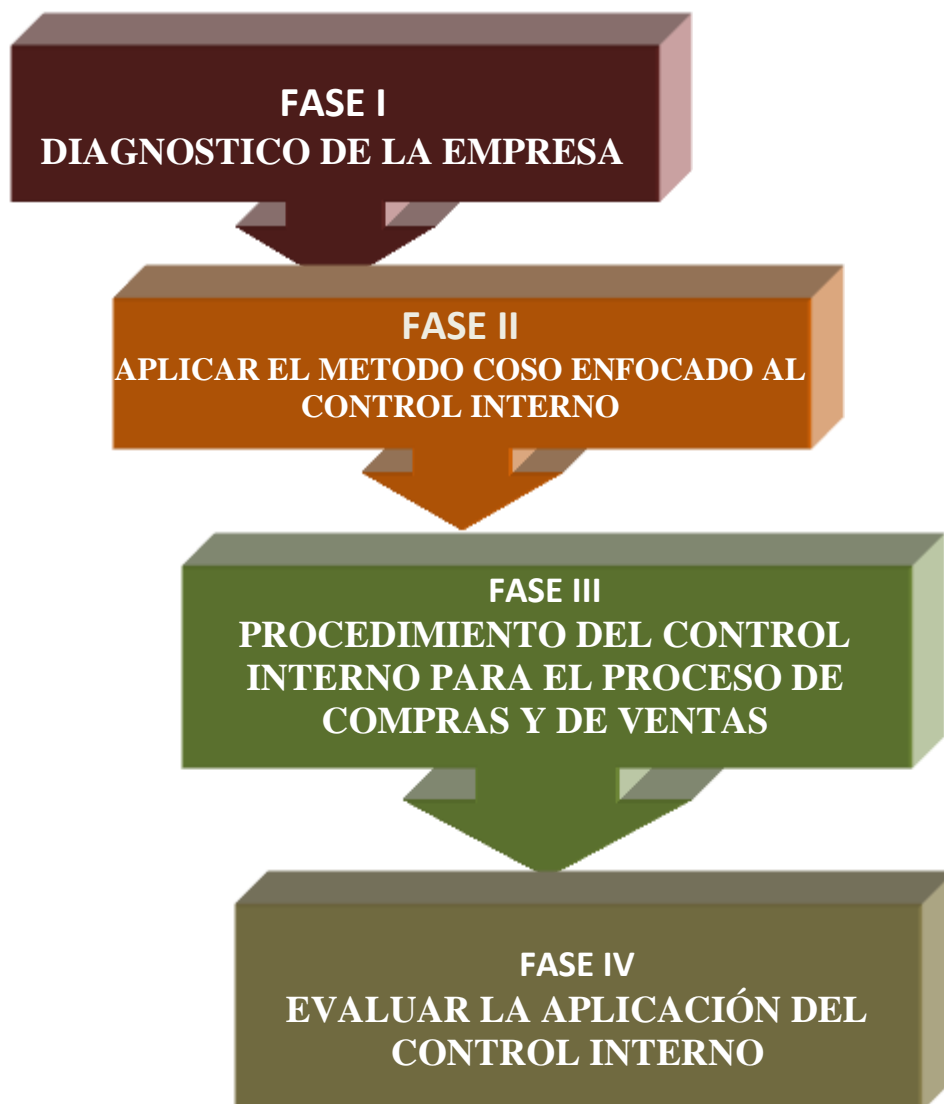 FASE I
DIAGNOSTICO DE LA EMPRESA
FASE II
APLICAR EL METODO COSO ENFOCADO AL
CONTROL INTERNO
FASE III
PROCEDIMIENTO DEL CONTROL
INTERNO PARA EL PROCESO DE
COMPRAS Y DE VENTAS
FASE IV
EVALUAR LA APLICACIÓN DEL
CONTROL INTERNO